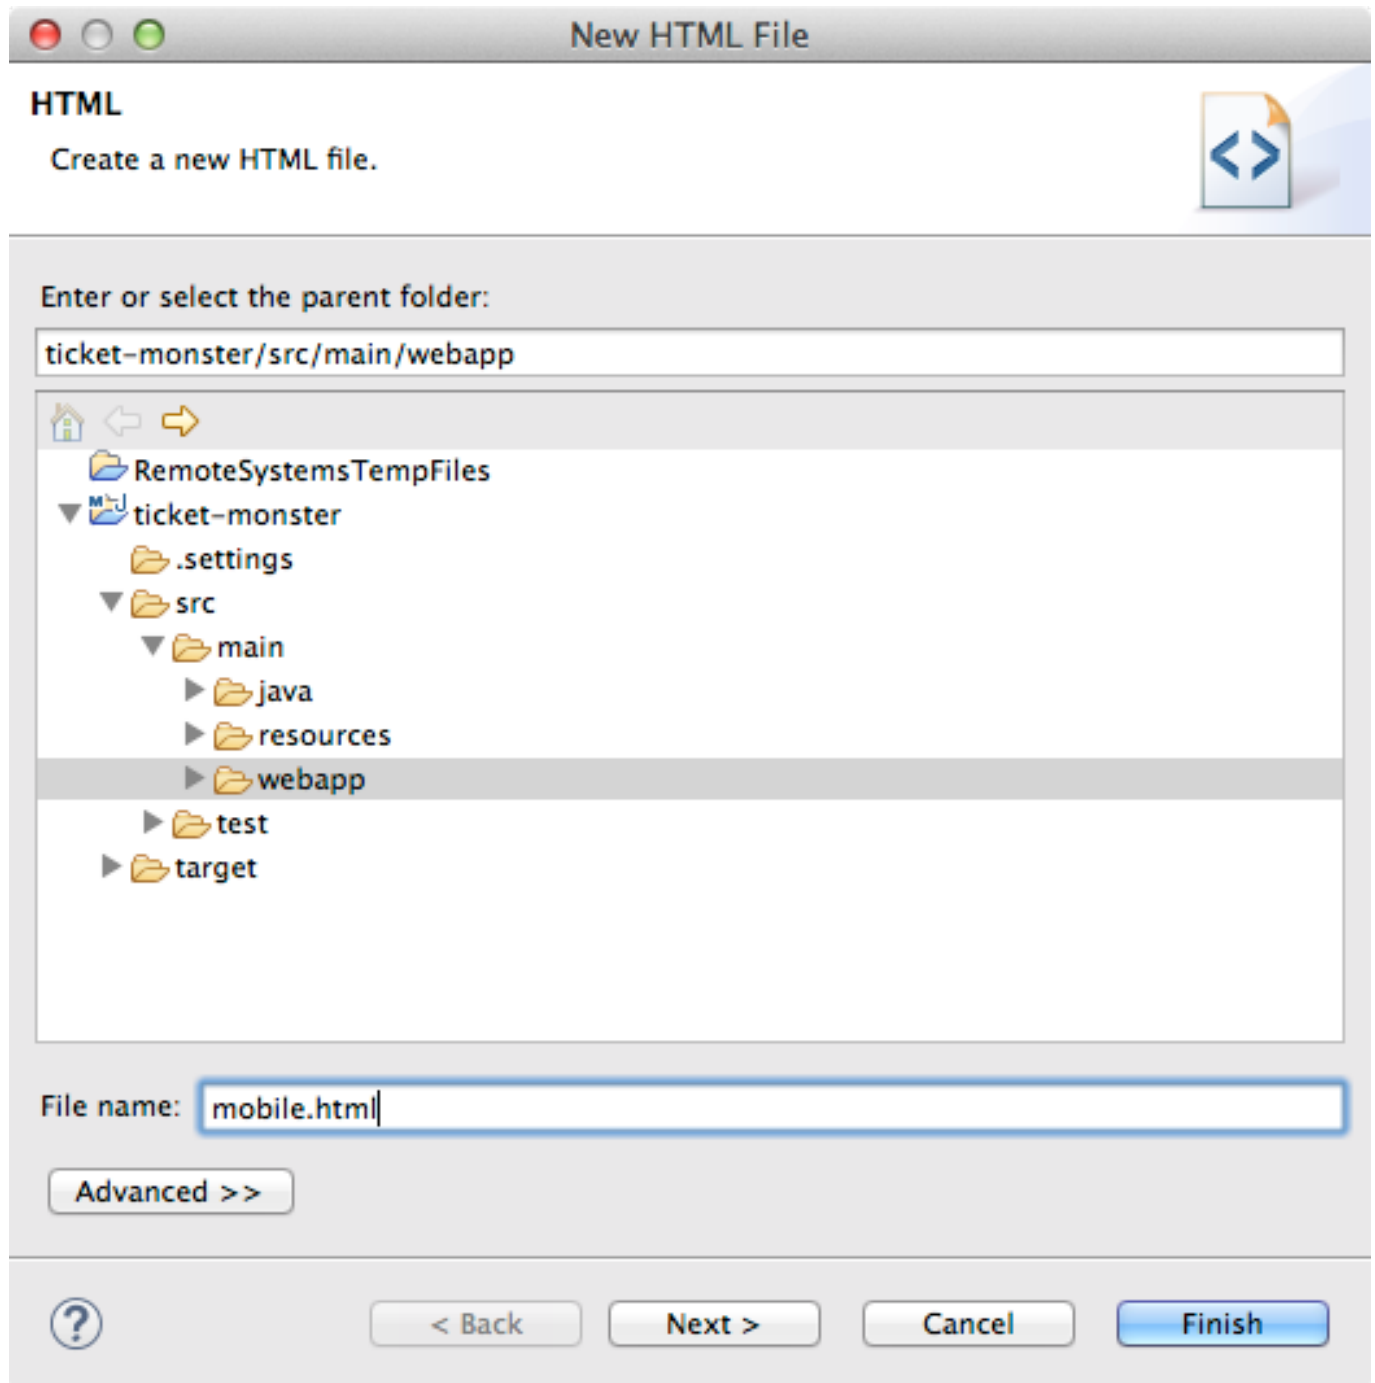 New HTML File
HTML
Create a new HTML file.
Enter or select the parent folder:
ticket-monster/src/main/webapp
RemoteSystemsTempFiles
ticket-monster
.settings
src
main
java
resources
webapp
test
target
File name: mobile.html
Advanced >>
? < Back Next > Cancel Finish